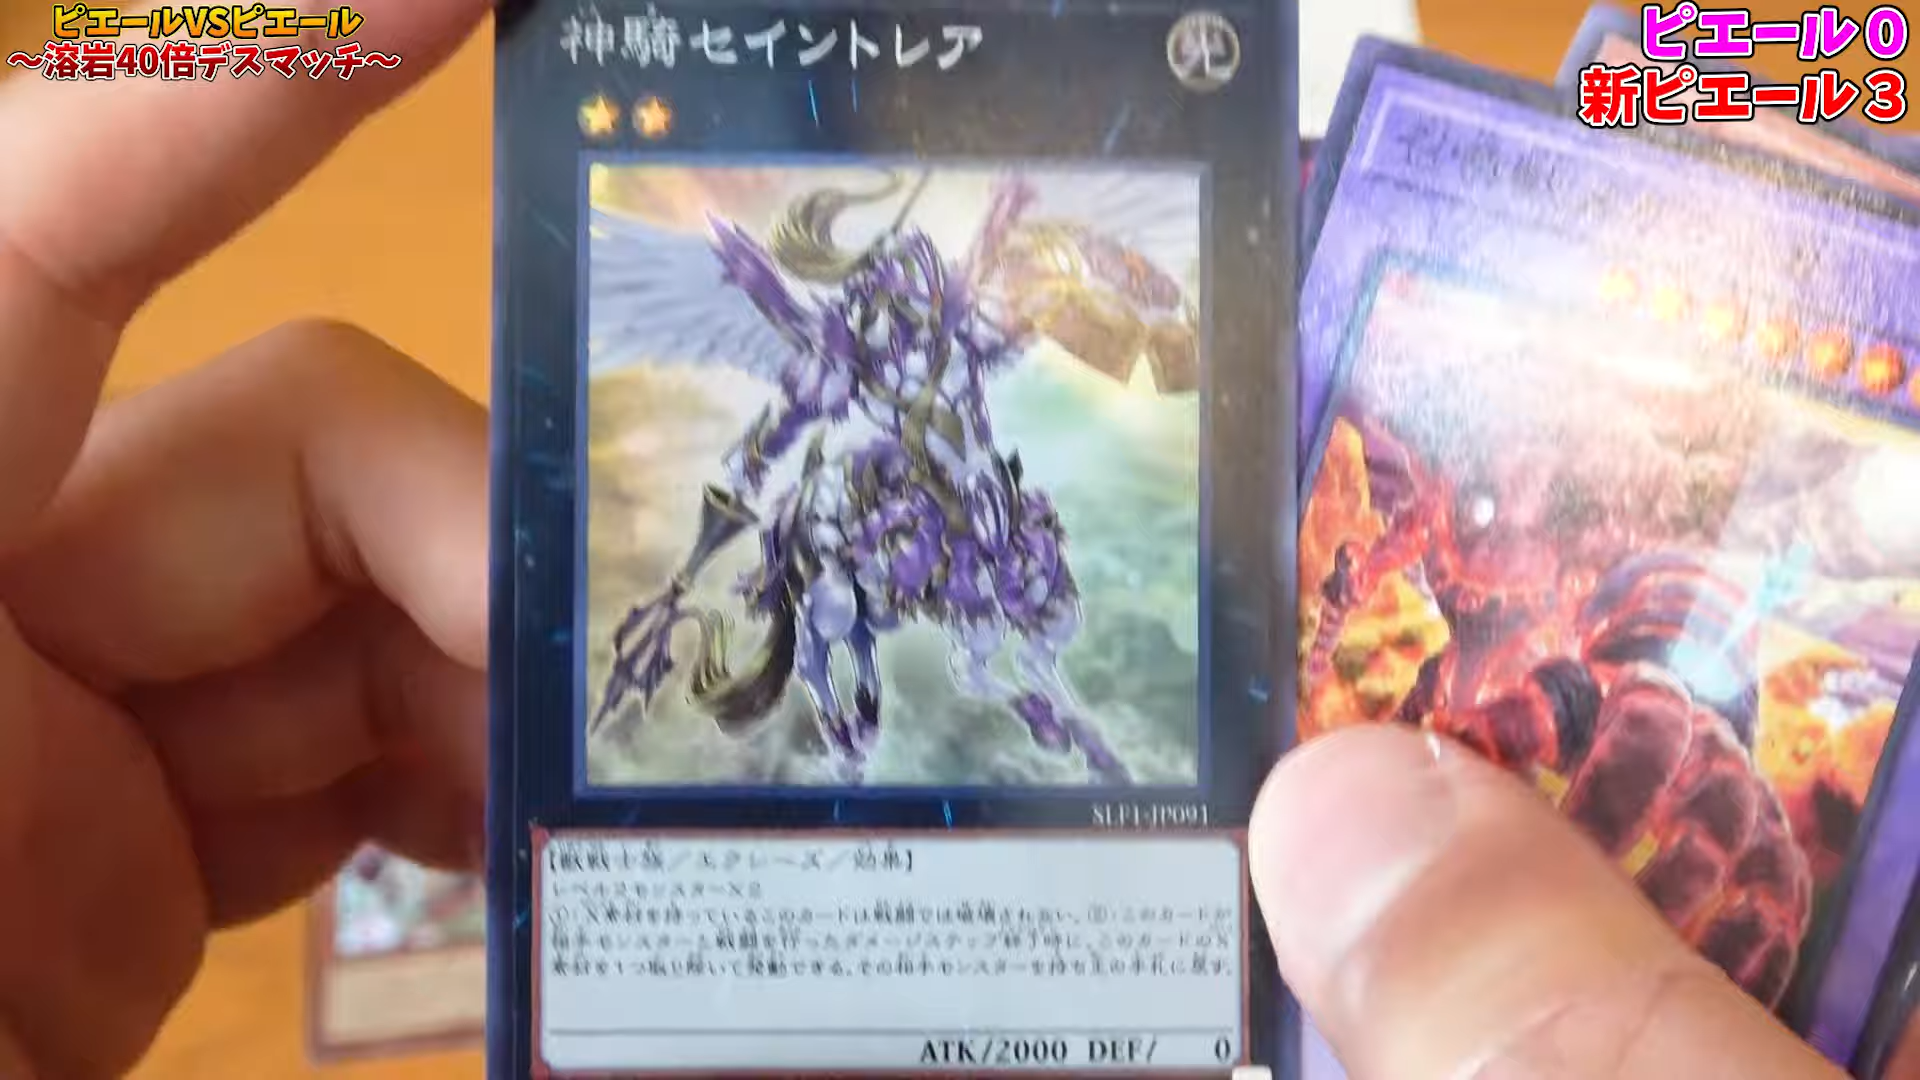 ピエールVSピエール
～溶岩40倍デスマッチ～
ピエール0
新ピエール3
神騎セイントレア
光
SLF1-JP091
【獣戦士族／エクシーズ／効果】
レベル2モンスター×2
①：X素材を持っているこのカードは戦闘では破壊されない。②：このカードが
相手モンスターと戦闘を行ったダメージステップ終了時に、このカードのX
素材を1つ取り除いて発動できる。その相手モンスターを持ち主の手札に戻す。
ATK/2000 DEF/ 0